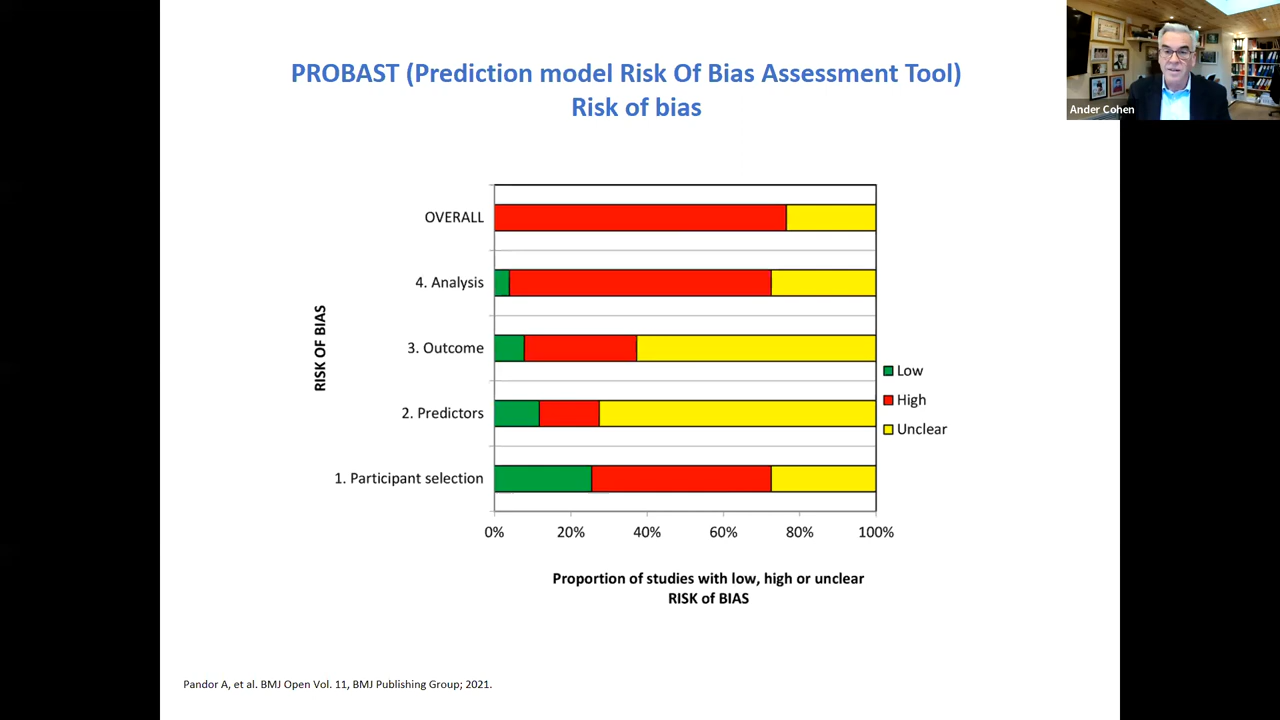 PROBAST (Prediction model Risk Of Bias Assessment Tool)
Risk of bias
Ander Cohen
RISK OF BIAS
OVERALL
4. Analysis
3. Outcome
2. Predictors
1. Participant selection
0%
20%
40%
60%
80%
100%
Low
High
Unclear
Proportion of studies with low, high or unclear
RISK of BIAS
Pandor A, et al. BMJ Open Vol. 11, BMJ Publishing Group; 2021.